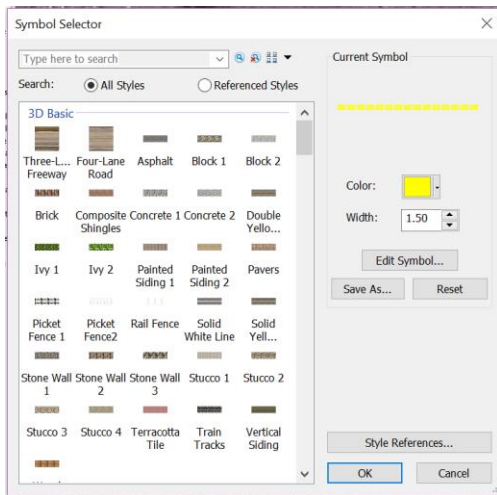 Symbol Selector
Type here to search
Search: All Styles Referenced Styles
3D Basic
Three-L... Four-Lane Asphalt Block 1 Block 2
Freeway Road
Brick Composite Concrete 1 Concrete 2 Double
Shingles Yello...
Ivy 1 Ivy 2 Painted Painted Pavers
Siding 1 Siding 2
Picket Picket Rail Fence Solid Solid
Fence 1 Fence2 White Line Yell...
Stone Wall Stone Wall Stone Wall Stucco 1 Stucco 2
1 2 3
Stucco 3 Stucco 4 Terracotta Train Vertical
Tile Tracks Siding
Current Symbol
Color:
Width: 1.50
Edit Symbol...
Save As... Reset
Style References...
OK Cancel